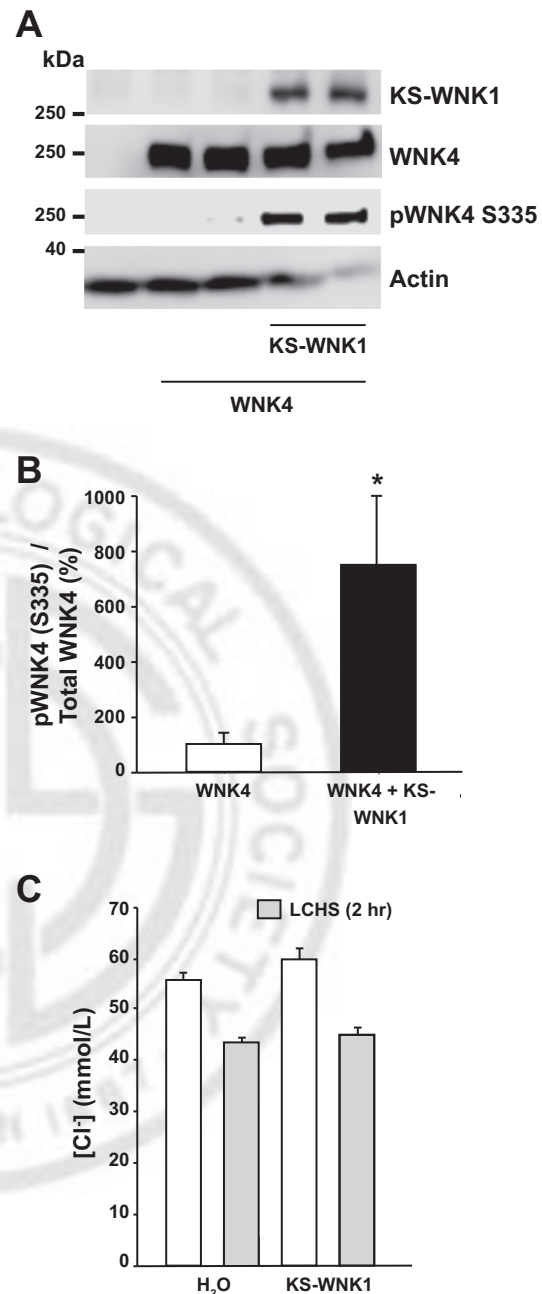 A
kDa
KS-WNK1
250
250
WNK4
250
pWNK4 S335
40
Actin
KS-WNK1
WNK4
B
*
1000
800
600
400
200
0
pWNK4 (S335) /
Total WNK4 (%)
WNK4
WNK4 + KS-
WNK1
C
LCHS (2 hr)
70
60
50
40
30
20
10
0
[Cl-] (mmol/L)
H₂O
KS-WNK1
OGICAL
SOCIETY